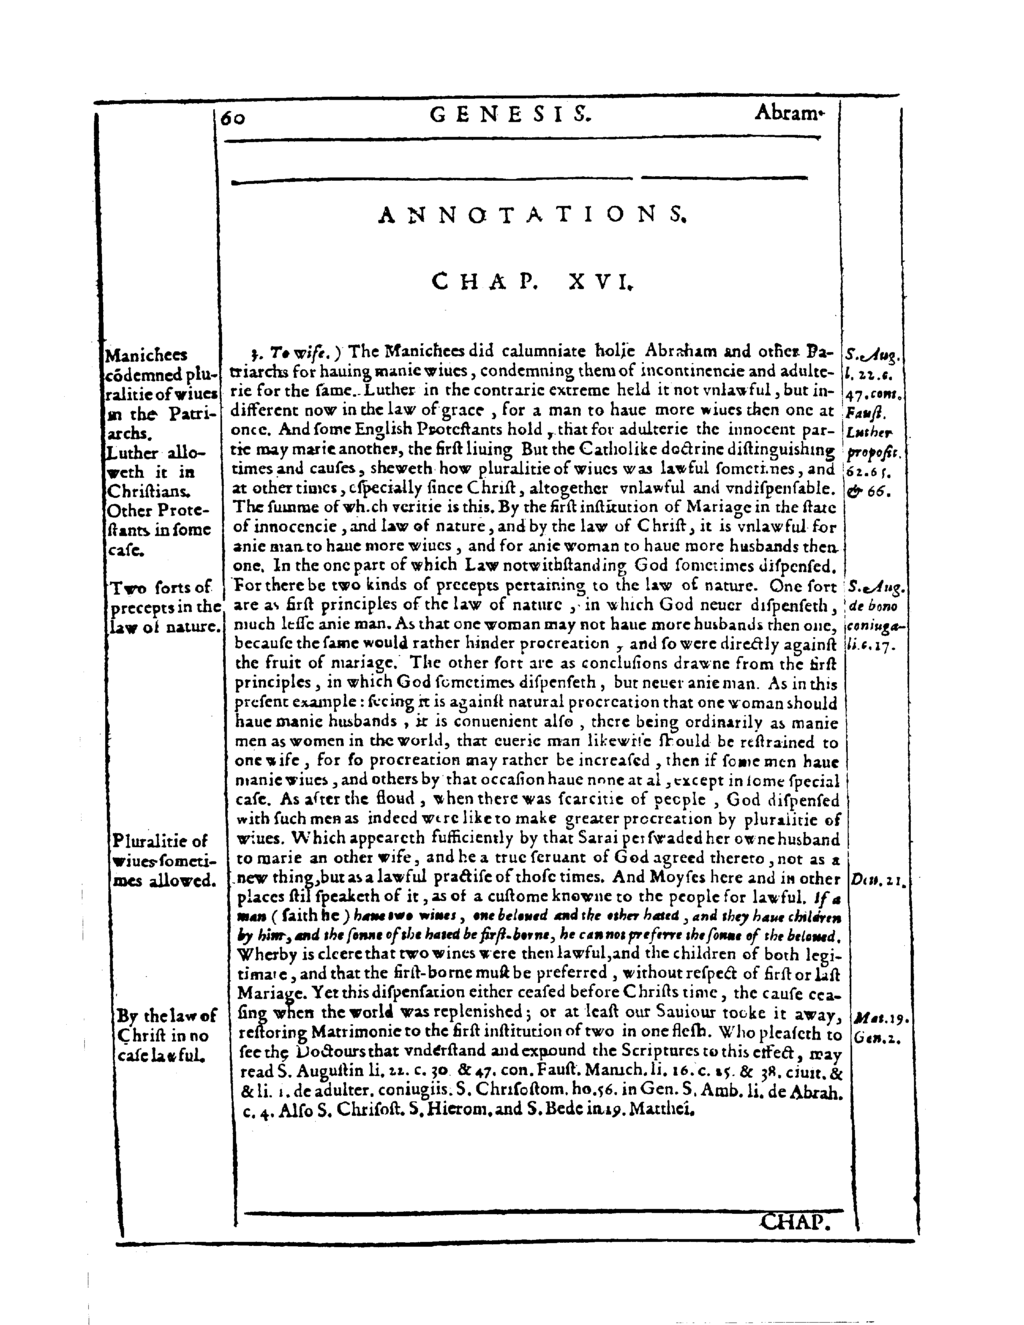 60 GENESIS. Abram
ANNOTATIONS.
CHAP. XVI.
Manichees
cõdemned plu-
ralitie of wiues
in the Patri-
archs.
Luther allo-
weth it in
Chriſtians.
Other Prote-
ſtants in ſome
caſe.
Two ſorts of
precepts in the
law of nature.
Pluralitie of
wiues ſometi-
mes allowed.
By the law of
Chriſt in no
caſe lawful.
3. To wife.) The Manichees did calumniate holie Abraham and other Pa-
triarchs for hauing manie wiues, condemning them of incontinencie and adulte-
rie for the ſame. Luther in the contrarie extreme held it not vnlawful, but in-
different now in the law of grace, for a man to haue more wiues then one at
once. And ſome Engliſh Proteſtants hold, that for adulterie the innocent par-
tie may marie another, the firſt liuing But the Catholike doctrine diſtinguishing
times and cauſes, sheweth how pluralitie of wiues was lawful ſometimes, and
at other times, eſpecially ſince Chriſt, altogether vnlawful and vndiſpenſable.
The ſumme of which veritie is this. By the firſt inſtitution of Mariage in the ſtate
of innocencie, and law of nature, and by the law of Chriſt, it is vnlawful for
anie man to haue more wiues, and for anie woman to haue more husbands then
one. In the one part of which Law notwithſtanding God ſometimes diſpenſed.
For there be two kinds of precepts pertaining to the law of nature. One ſort
are as firſt principles of the law of nature, in which God neuer diſpenſeth,
much leſſe anie man. As that one woman may not haue more husbands then one,
becauſe the ſame would rather hinder procreation, and ſo were directly againſt
the fruit of mariage. The other ſort are as concluſions drawne from the firſt
principles, in which God ſometimes diſpenſeth, but neuer anie man. As in this
preſent example: ſeeing it is againſt natural procreation that one woman should
haue manie husbands, it is conuenient alſo, there being ordinarily as manie
men as women in the world, that euerie man likewiſe should be reſtrained to
one wife, for ſo procreation may rather be increaſed, then if ſome men haue
manie wiues, and others by that occaſion haue none at al, except in ſome ſpecial
caſe. As after the floud, when there was ſcarcitie of people, God diſpenſed
with ſuch men as indeed were like to make greater procreation by pluralitie of
wiues. Which appeareth ſufficiently by that Sarai perſwaded her owne husband
to marie an other wife, and he a true ſeruant of God agreed thereto, not as a
new thing, but as a lawful practiſe of thoſe times. And Moyſes here and in other
places ſtil ſpeaketh of it, as of a cuſtome knowne to the people for lawful. If a
man (ſaith he) haue two wiues, one beloued and the other hated, and they haue children
by him, and the ſonne of the hated be firſt-borne, he can not preferre the ſonne of the beloued.
Wherby is cleere that two wines were then lawful, and the children of both legi-
timate, and that the firſt-borne muſt be preferred, without reſpect of firſt or laſt
Mariage. Yet this diſpenſation either ceaſed before Chriſts time, the cauſe cea-
ſing when the world was replenished; or at leaſt our Sauiour tooke it away,
reſtoring Matrimonie to the firſt inſtitution of two in one flesh. Who pleaſeth to
ſee the Doctours that vnderſtand and expound the Scriptures to this effect, may
read S. Auguſtin li. 22. c. 30 & 47. con. Fauſt. Manich. li. 16. c. 25. & 38. ciuit. &
& li. 1. de adulter. coniugiis. S. Chriſoſtom. ho. 56. in Gen. S. Amb. li. de Abrah.
c. 4. Alſo S. Chriſoſt. S. Hierom, and S. Bede in 19. Matthei.
S. Aug.
l. 22. c.
47. cont.
Fauſt.
Luther
propoſit.
62. 65.
& 66.
S. Aug.
de bono
coniuga-
li. c. 17.
Deu. 21.
Mat. 19.
Gen. 2.
CHAP.